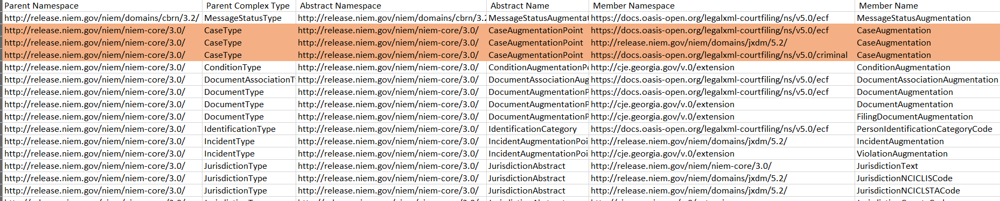 Parent Namespace Parent Complex Type Abstract Namespace Abstract Name Member Namespace Member Name
http://release.niem.gov/niem/domains/cbrn/3.2/ MessageStatusType http://release.niem.gov/niem/domains/cbrn/3.2 MessageStatusAugmentat https://docs.oasis-open.org/legalxml-courtfiling/ns/v5.0/ecf MessageStatusAugmentation
http://release.niem.gov/niem/niem-core/3.0/ CaseType http://release.niem.gov/niem/niem-core/3.0/ CaseAugmentationPoint https://docs.oasis-open.org/legalxml-courtfiling/ns/v5.0/ecf CaseAugmentation
http://release.niem.gov/niem/niem-core/3.0/ CaseType http://release.niem.gov/niem/niem-core/3.0/ CaseAugmentationPoint http://release.niem.gov/niem/domains/jxdm/5.2/ CaseAugmentation
http://release.niem.gov/niem/niem-core/3.0/ CaseType http://release.niem.gov/niem/niem-core/3.0/ CaseAugmentationPoint https://docs.oasis-open.org/legalxml-courtfiling/ns/v5.0/criminal CaseAugmentation
http://release.niem.gov/niem/niem-core/3.0/ ConditionType http://release.niem.gov/niem/niem-core/3.0/ ConditionAugmentationP http://cje.georgia.gov/v.0/extension ConditionAugmentation
http://release.niem.gov/niem/niem-core/3.0/ DocumentAssociationT http://release.niem.gov/niem/niem-core/3.0/ DocumentAssociationAug https://docs.oasis-open.org/legalxml-courtfiling/ns/v5.0/ecf DocumentAssociationAugmentation
http://release.niem.gov/niem/niem-core/3.0/ DocumentType http://release.niem.gov/niem/niem-core/3.0/ DocumentAugmentationP https://docs.oasis-open.org/legalxml-courtfiling/ns/v5.0/ecf DocumentAugmentation
http://release.niem.gov/niem/niem-core/3.0/ DocumentType http://release.niem.gov/niem/niem-core/3.0/ DocumentAugmentationP http://cje.georgia.gov/v.0/extension DocumentAugmentation
http://release.niem.gov/niem/niem-core/3.0/ DocumentType http://release.niem.gov/niem/niem-core/3.0/ DocumentAugmentationP http://cje.georgia.gov/v.0/extension FilingDocumentAugmentation
http://release.niem.gov/niem/niem-core/3.0/ IdentificationType http://release.niem.gov/niem/niem-core/3.0/ IdentificationCategory https://docs.oasis-open.org/legalxml-courtfiling/ns/v5.0/ecf PersonIdentificationCategoryCode
http://release.niem.gov/niem/niem-core/3.0/ IncidentType http://release.niem.gov/niem/niem-core/3.0/ IncidentAugmentationPoi http://release.niem.gov/niem/domains/jxdm/5.2/ IncidentAugmentation
http://release.niem.gov/niem/niem-core/3.0/ IncidentType http://release.niem.gov/niem/niem-core/3.0/ IncidentAugmentationPoi http://cje.georgia.gov/v.0/extension ViolationAugmentation
http://release.niem.gov/niem/niem-core/3.0/ JurisdictionType http://release.niem.gov/niem/niem-core/3.0/ JurisdictionAbstract http://release.niem.gov/niem/niem-core/3.0/ JurisdictionText
http://release.niem.gov/niem/niem-core/3.0/ JurisdictionType http://release.niem.gov/niem/niem-core/3.0/ JurisdictionAbstract http://release.niem.gov/niem/domains/jxdm/5.2/ JurisdictionNCICLISCode
http://release.niem.gov/niem/niem-core/3.0/ JurisdictionType http://release.niem.gov/niem/niem-core/3.0/ JurisdictionAbstract http://release.niem.gov/niem/domains/jxdm/5.2/ JurisdictionNCICLSTACode